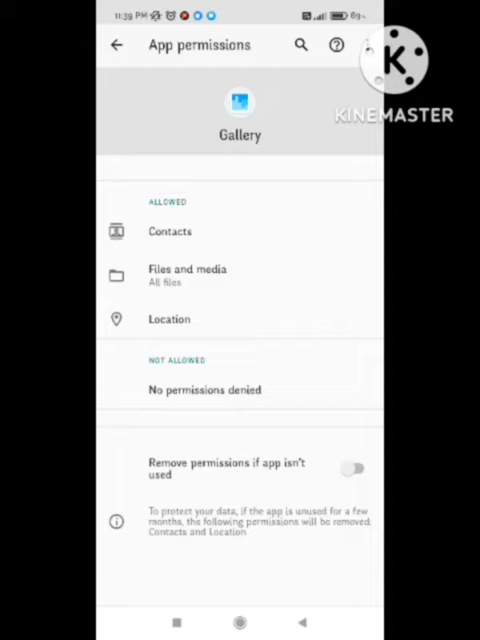 11:39 PM
89%
App permissions
K
KINEMASTER
Gallery
ALLOWED
Contacts
Files and media
All files
Location
NOT ALLOWED
No permissions denied
Remove permissions if app isn't
used
To protect your data, if the app is unused for a few
months, the following permissions will be removed:
Contacts and Location